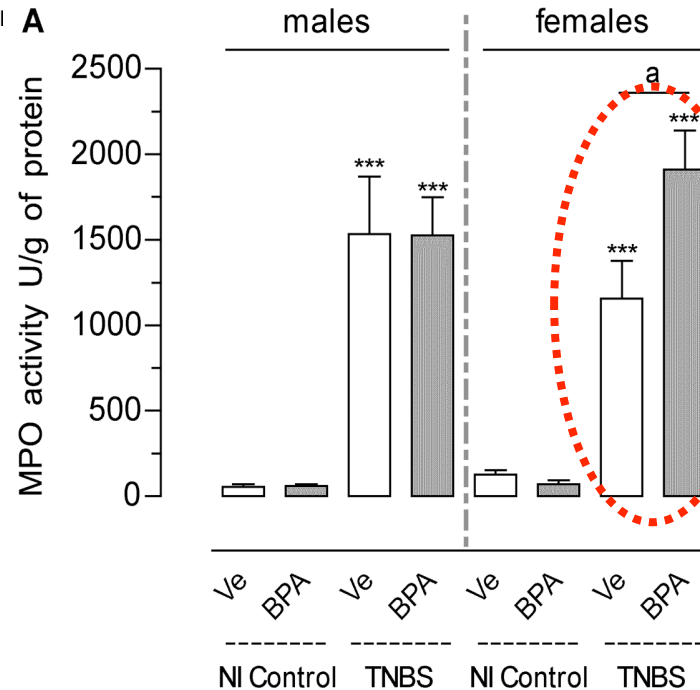 A
males
females
MPO activity U/g of protein
2500
2000
1500
1000
500
0
a
***
***
***
***
Ve
BPA
Ve
BPA
Ve
BPA
Ve
BPA
NI Control
TNBS
NI Control
TNBS